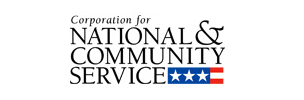 Corporation for
NATIONAL &
COMMUNITY
SERVICE